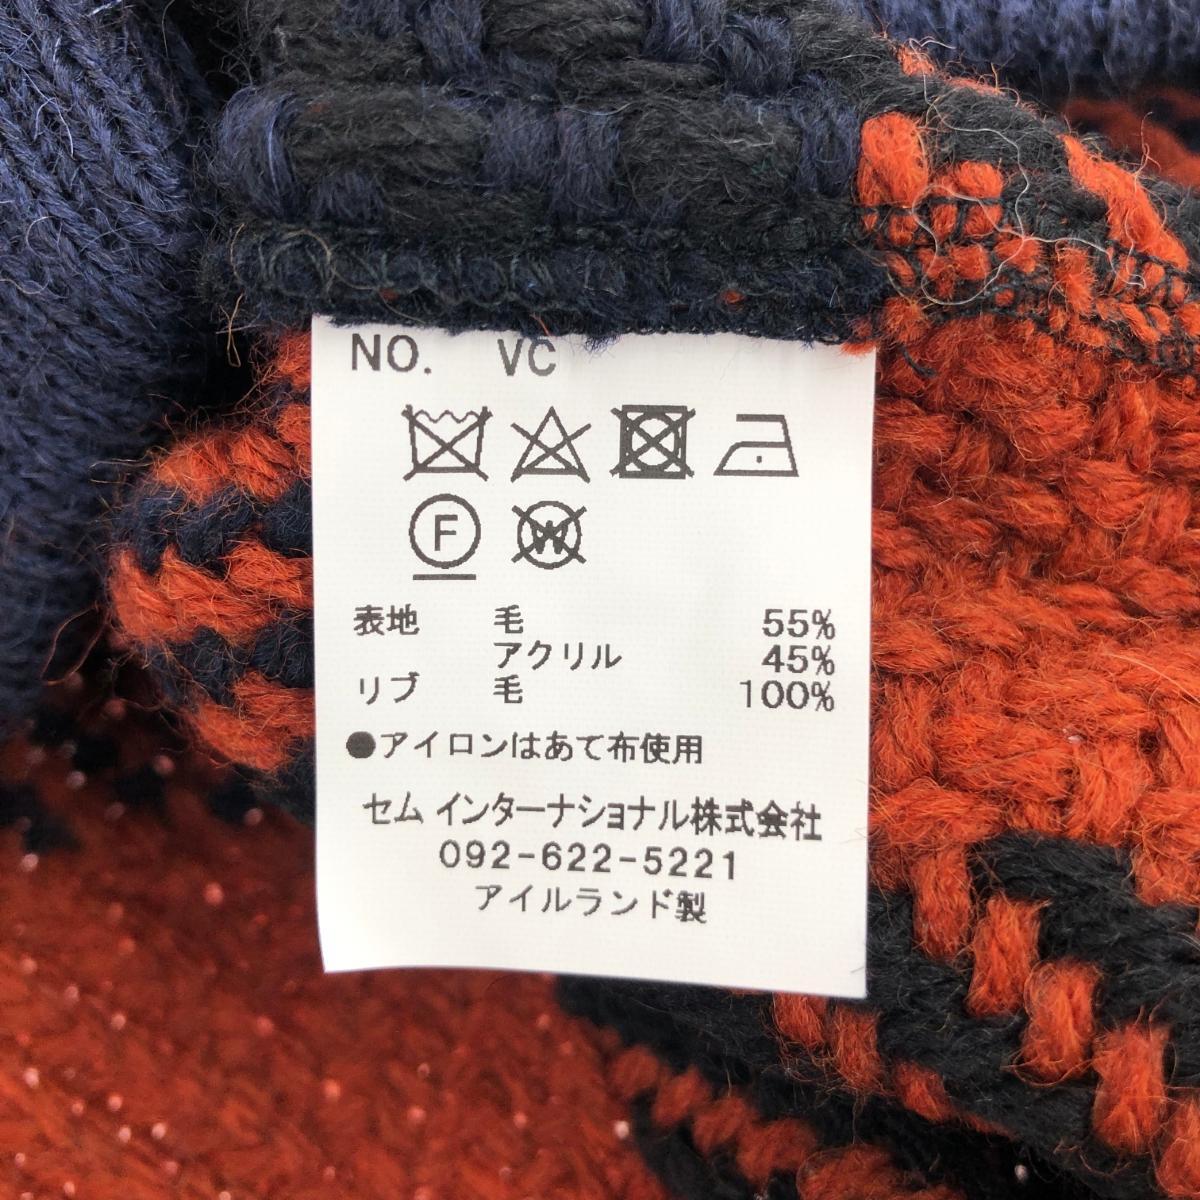 NO. VC
F W
表地 毛 55%
アクリル 45%
リブ 毛 100%
●アイロンはあて布使用
セム インターナショナル株式会社
092-622-5221
アイルランド製